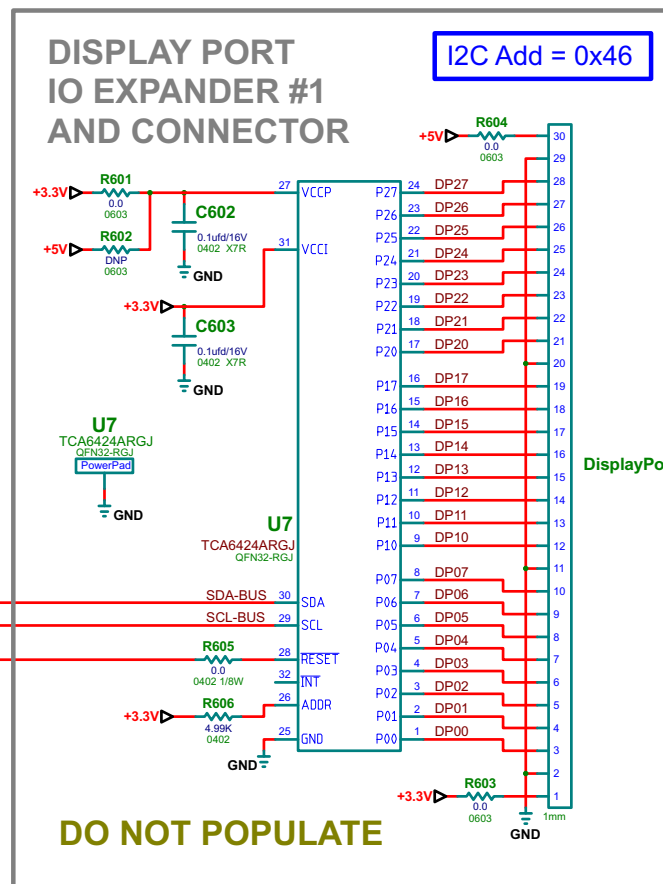 DISPLAY PORT
IO EXPANDER #1
AND CONNECTOR
I2C Add = 0x46
R604
+5V
0.0
0603
30
29
28
27
26
25
24
23
22
21
20
19
18
17
16
15
14
13
12
11
10
9
8
7
6
5
4
3
2
1
1mm
DisplayPo
R601
+3.3V
0.0
0603
R602
+5V
DNP
0603
C602
0.1ufd/16V
0402 X7R
GND
+3.3V
C603
0.1ufd/16V
0402 X7R
GND
U7
TCA6424ARGJ
QFN32-RGJ
PowerPad
GND
27 VCCP
31 VCCI
U7
TCA6424ARGJ
QFN32-RGJ
SDA-BUS 30 SDA
SCL-BUS 29 SCL
R605
0.0
0402 1/8W
28 RESET
32 INT
26 ADDR
R606
+3.3V
4.99K
0402
25 GND
GND
P27 24 DP27
P26 23 DP26
P25 22 DP25
P24 21 DP24
P23 20 DP23
P22 19 DP22
P21 18 DP21
P20 17 DP20
P17 16 DP17
P16 15 DP16
P15 14 DP15
P14 13 DP14
P13 12 DP13
P12 11 DP12
P11 10 DP11
P10 9 DP10
P07 8 DP07
P06 7 DP06
P05 6 DP05
P04 5 DP04
P03 4 DP03
P02 3 DP02
P01 2 DP01
P00 1 DP00
R603
+3.3V
0.0
0603
GND
DO NOT POPULATE